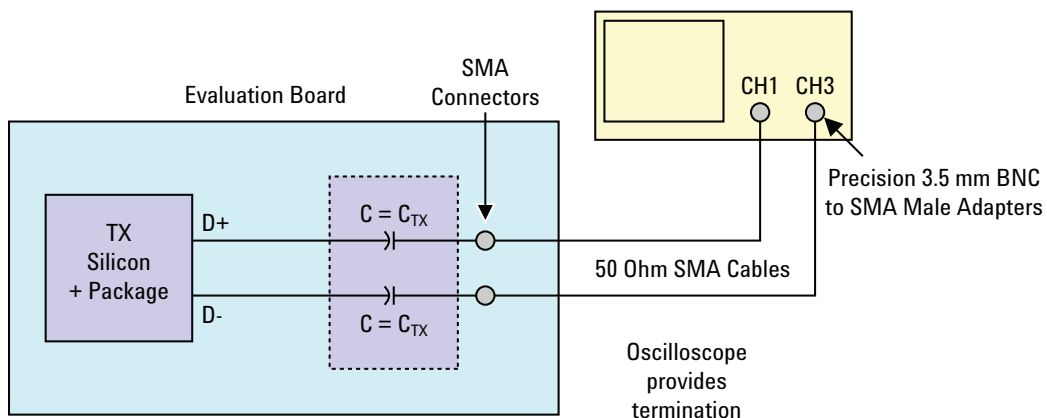 SMA
Connectors
Evaluation Board
CH1 CH3
Precision 3.5 mm BNC
to SMA Male Adapters
TX
Silicon
+ Package
D+
D-
C = CTX
C = CTX
50 Ohm SMA Cables
Oscilloscope
provides
termination